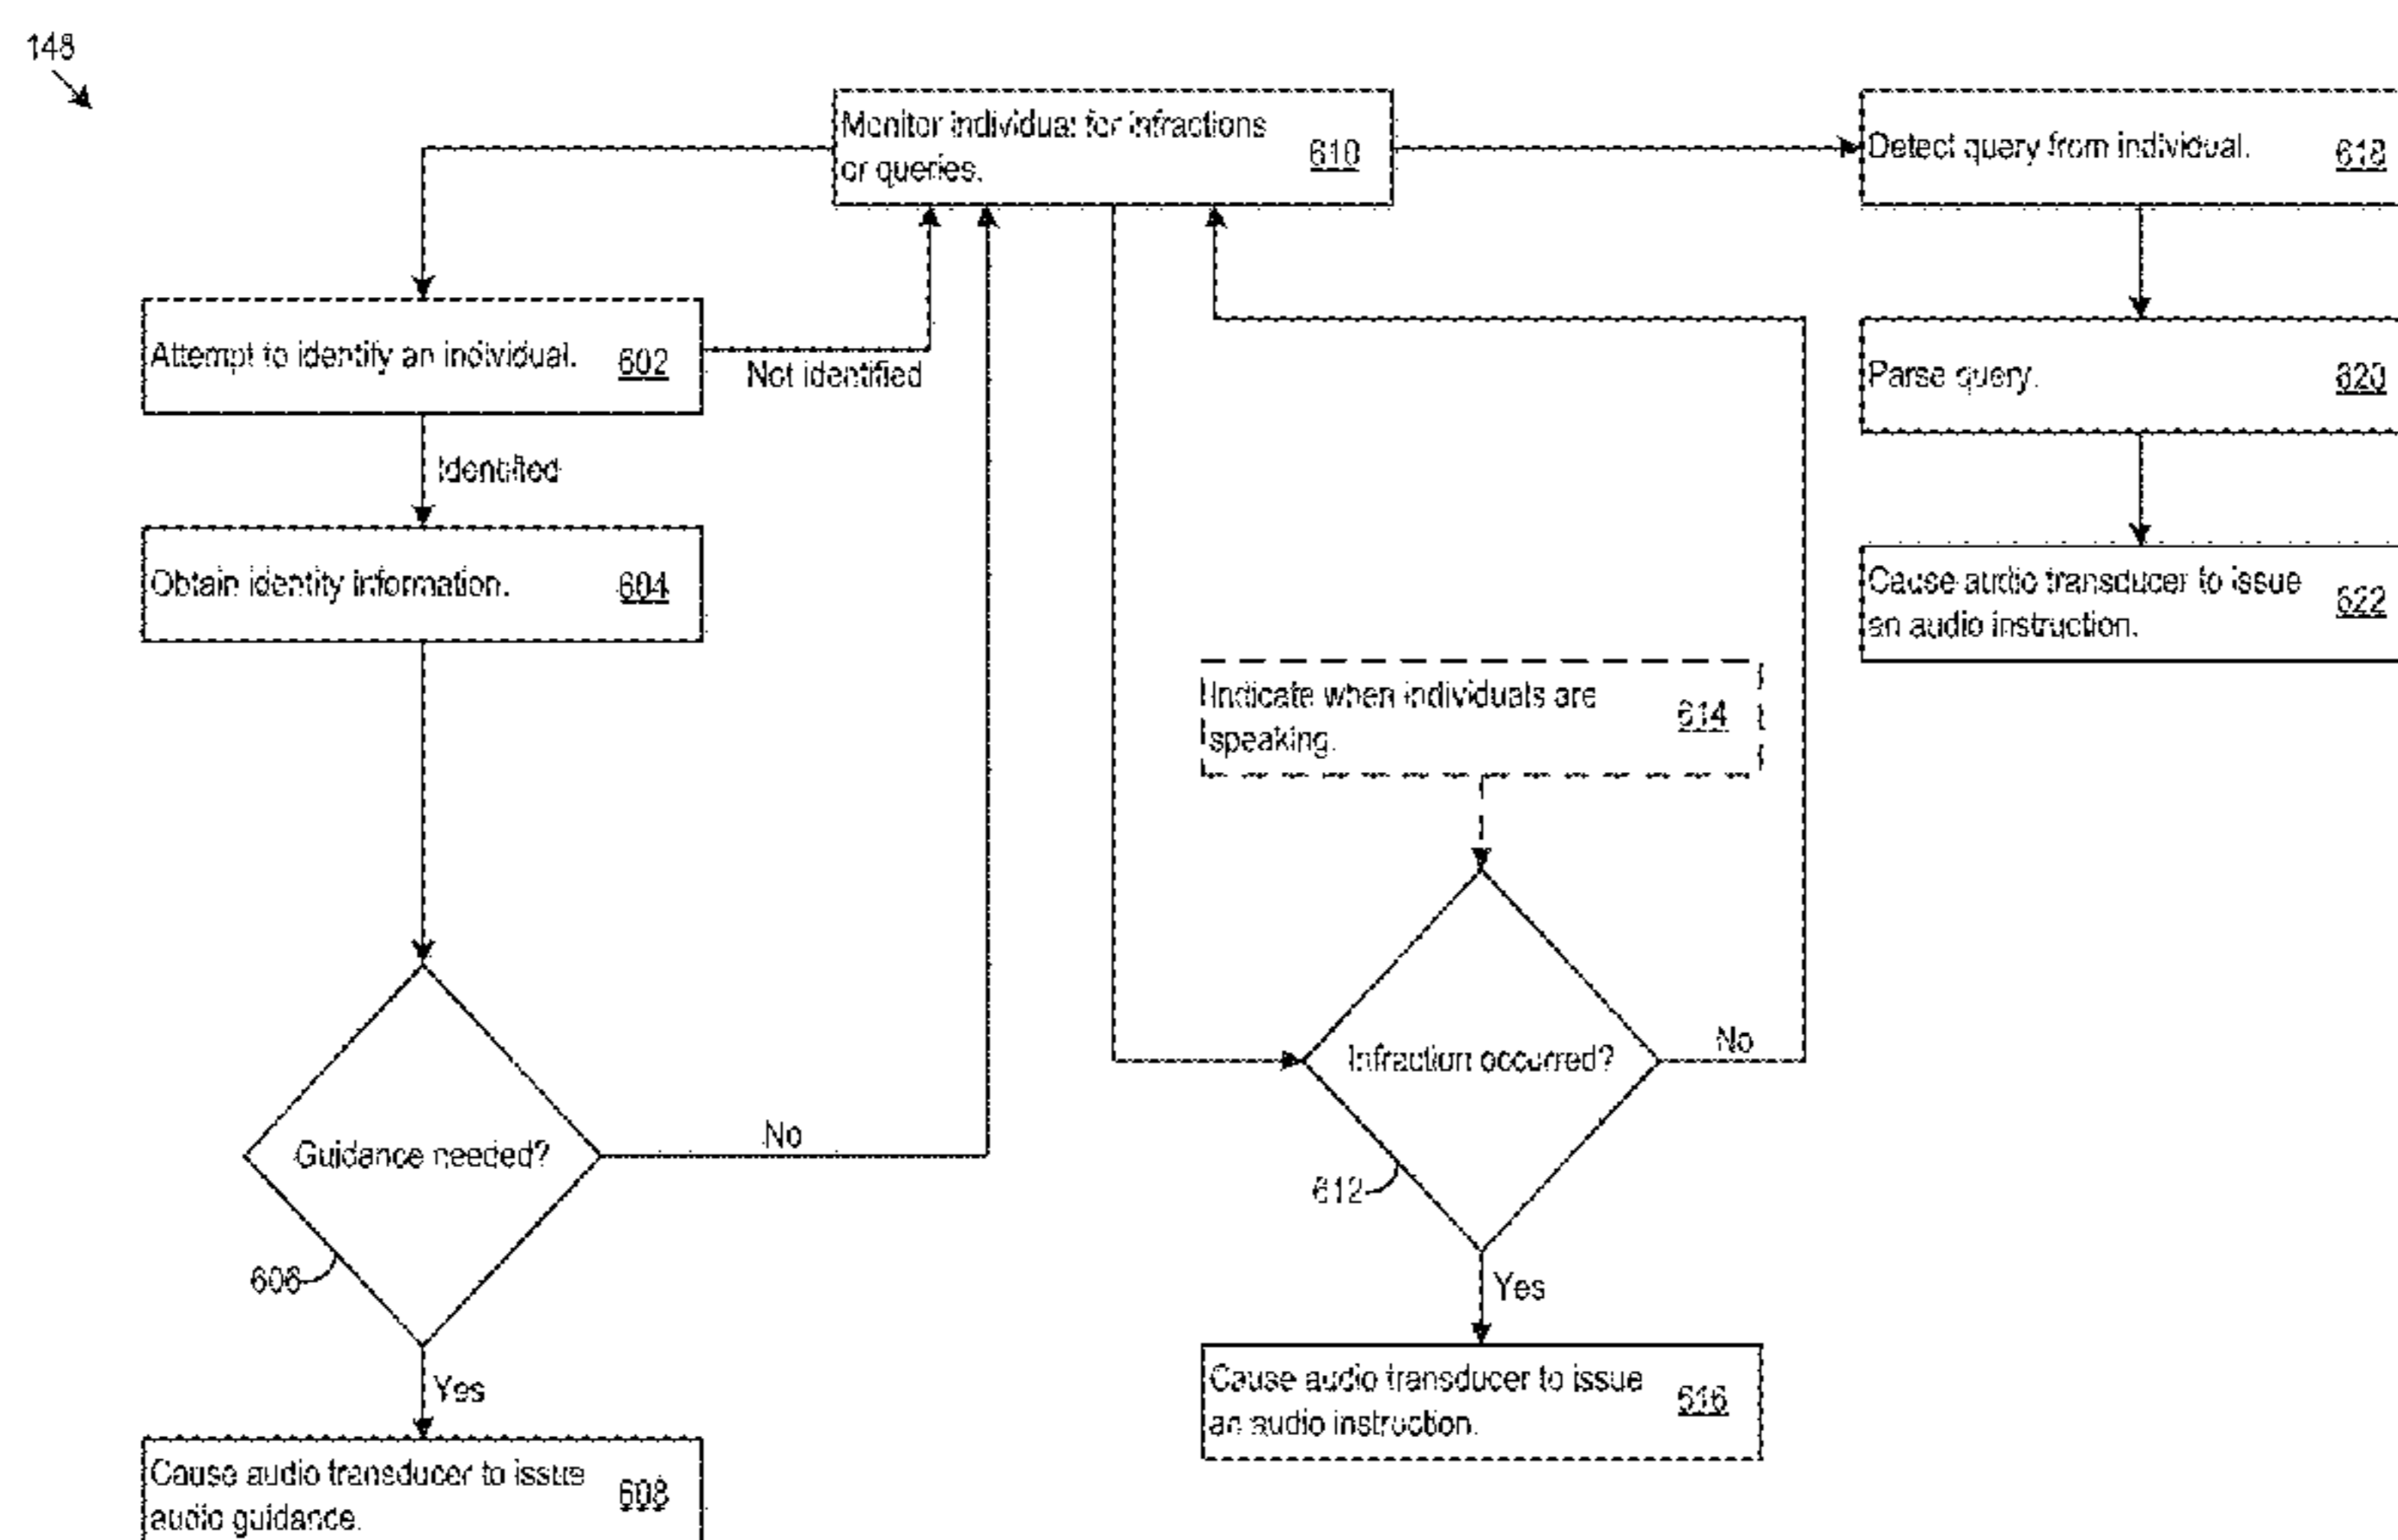 148
Monitor individual for infractions
or queries.
610
Detect query from individual.
618
Attempt to identify an individual.
602
Not identified
Parse query.
620
Identified
Obtain identity information.
604
Cause audio transducer to issue
an audio instruction.
622
Indicate when individuals are
speaking.
614
Infraction occurred?
No
612
Guidance needed?
No
606
Yes
Cause audio transducer to issue
an audio instruction.
616
Yes
Cause audio transducer to issue
audio guidance.
608